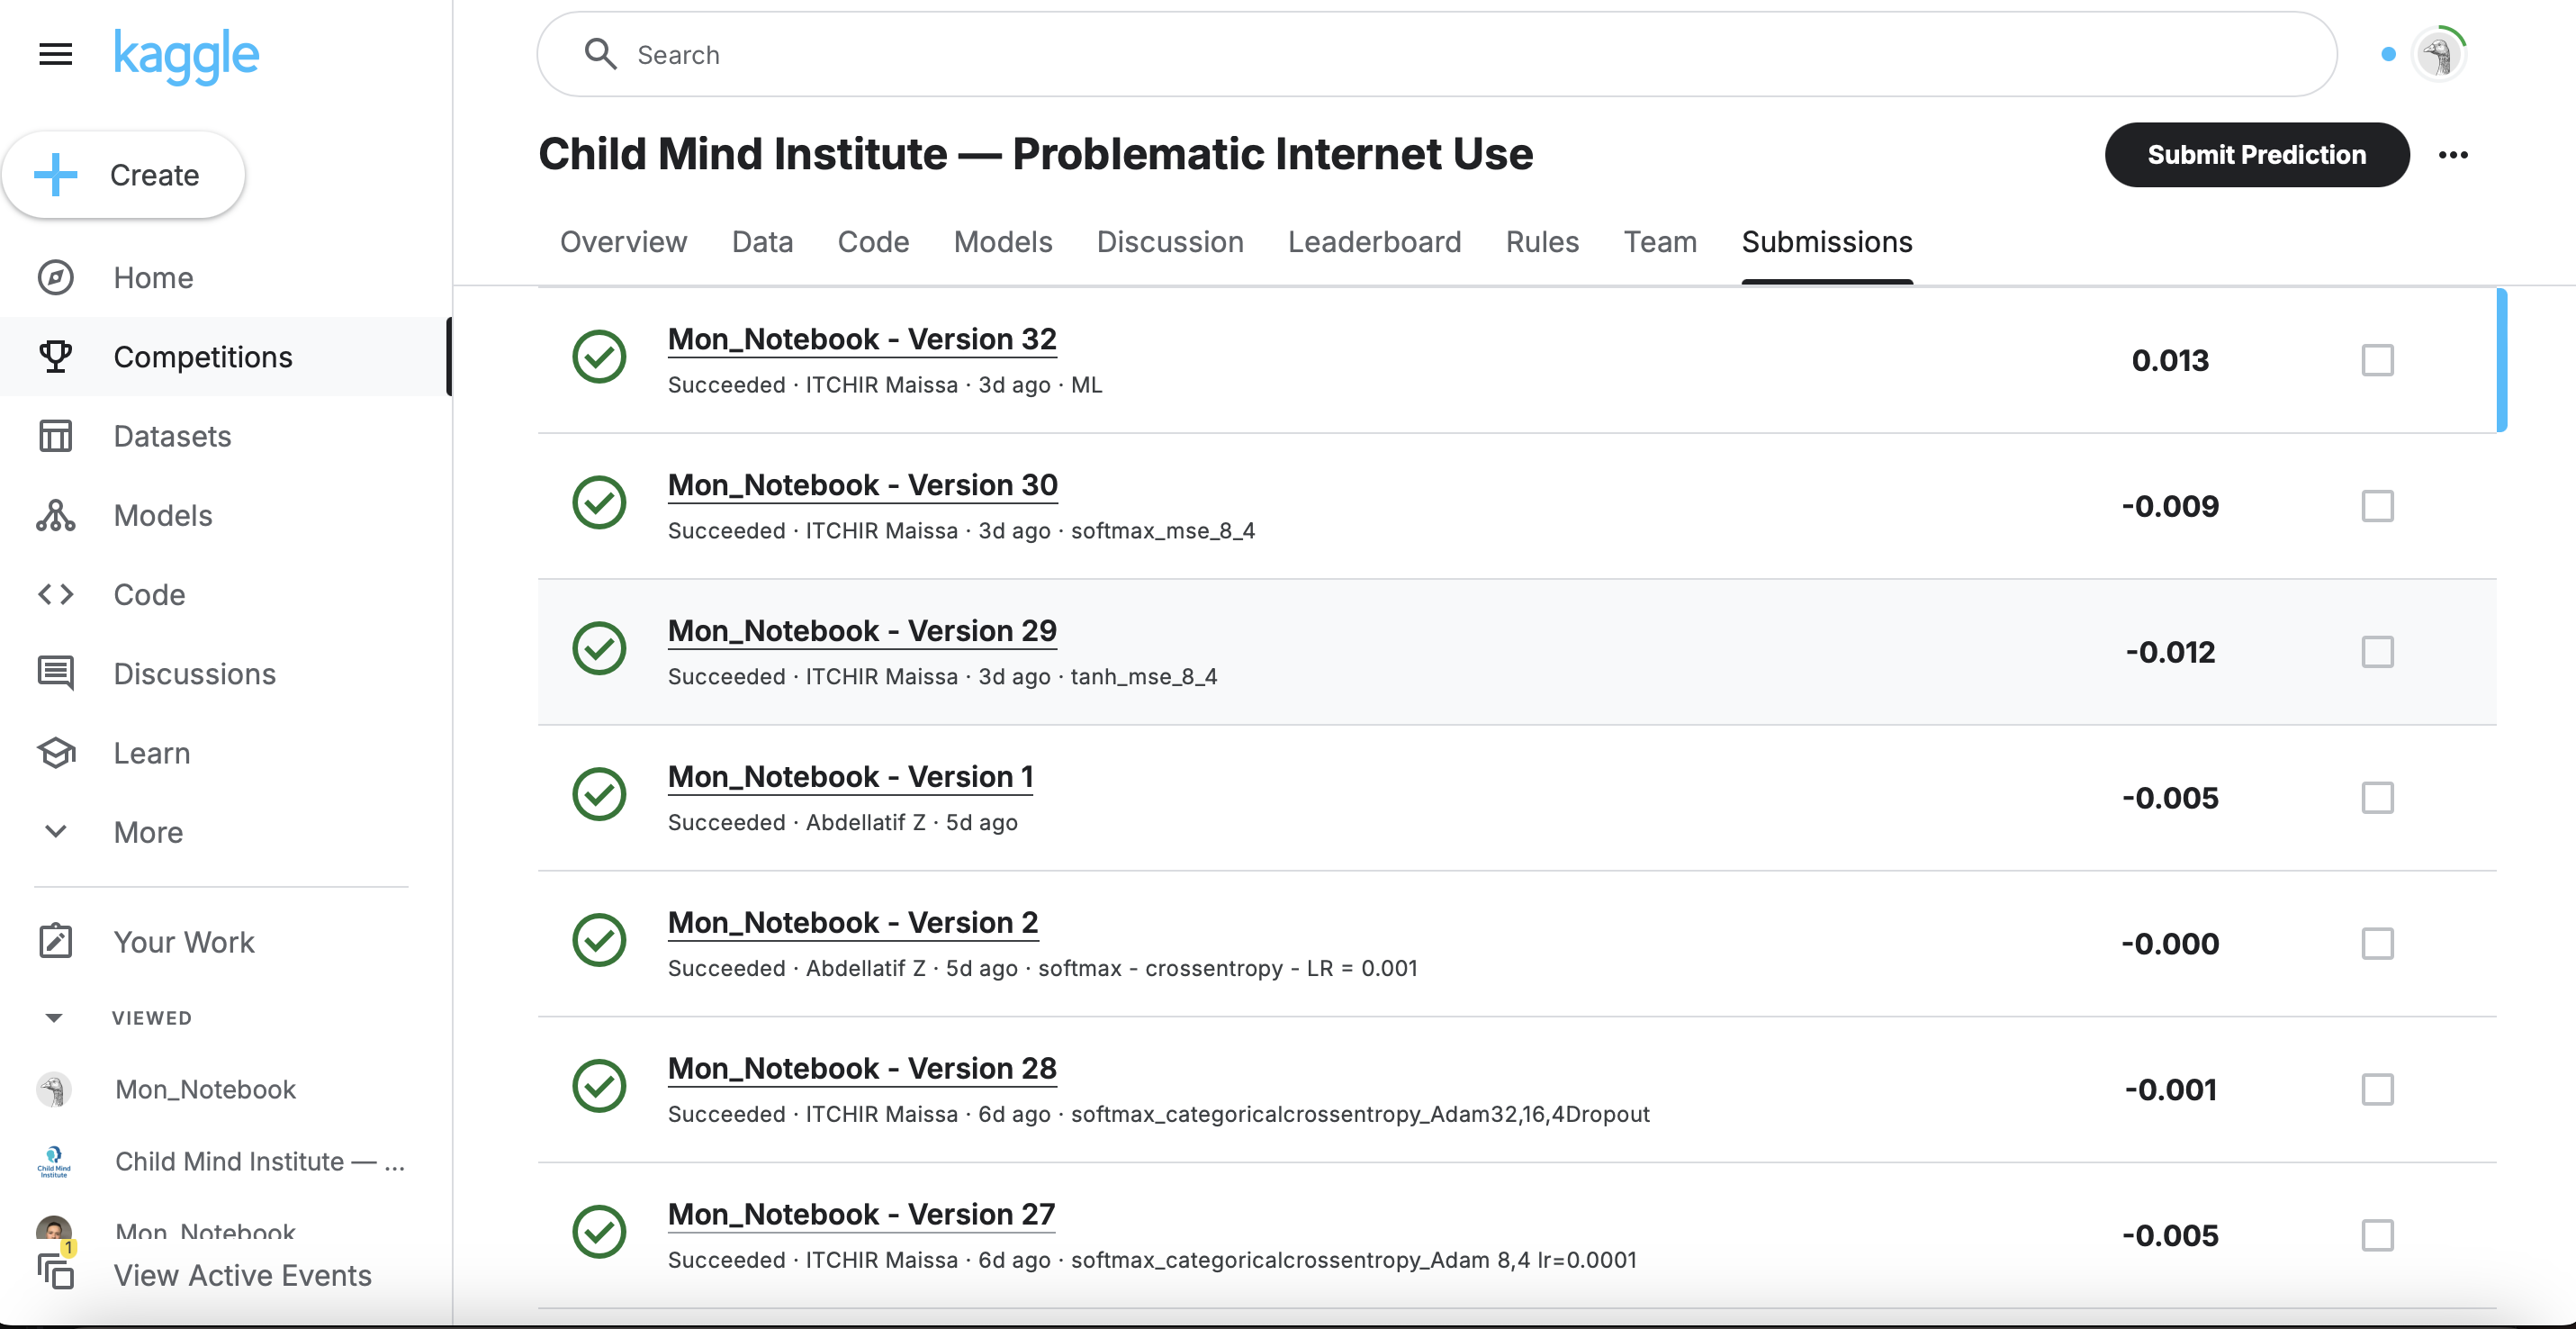 kaggle
Search
Create
Home
Competitions
Datasets
Models
Code
Discussions
Learn
More
Your Work
VIEWED
Mon_Notebook
Child Mind Institute — ...
Mon_Notebook
1
View Active Events
Child Mind Institute — Problematic Internet Use
Submit Prediction
Overview Data Code Models Discussion Leaderboard Rules Team Submissions
Mon_Notebook - Version 32
Succeeded · ITCHIR Maissa · 3d ago · ML
0.013
Mon_Notebook - Version 30
Succeeded · ITCHIR Maissa · 3d ago · softmax_mse_8_4
-0.009
Mon_Notebook - Version 29
Succeeded · ITCHIR Maissa · 3d ago · tanh_mse_8_4
-0.012
Mon_Notebook - Version 1
Succeeded · Abdellatif Z · 5d ago
-0.005
Mon_Notebook - Version 2
Succeeded · Abdellatif Z · 5d ago · softmax - crossentropy - LR = 0.001
-0.000
Mon_Notebook - Version 28
Succeeded · ITCHIR Maissa · 6d ago · softmax_categoricalcrossentropy_Adam32,16,4Dropout
-0.001
Mon_Notebook - Version 27
Succeeded · ITCHIR Maissa · 6d ago · softmax_categoricalcrossentropy_Adam 8,4 lr=0.0001
-0.005
Child Mind
Institute